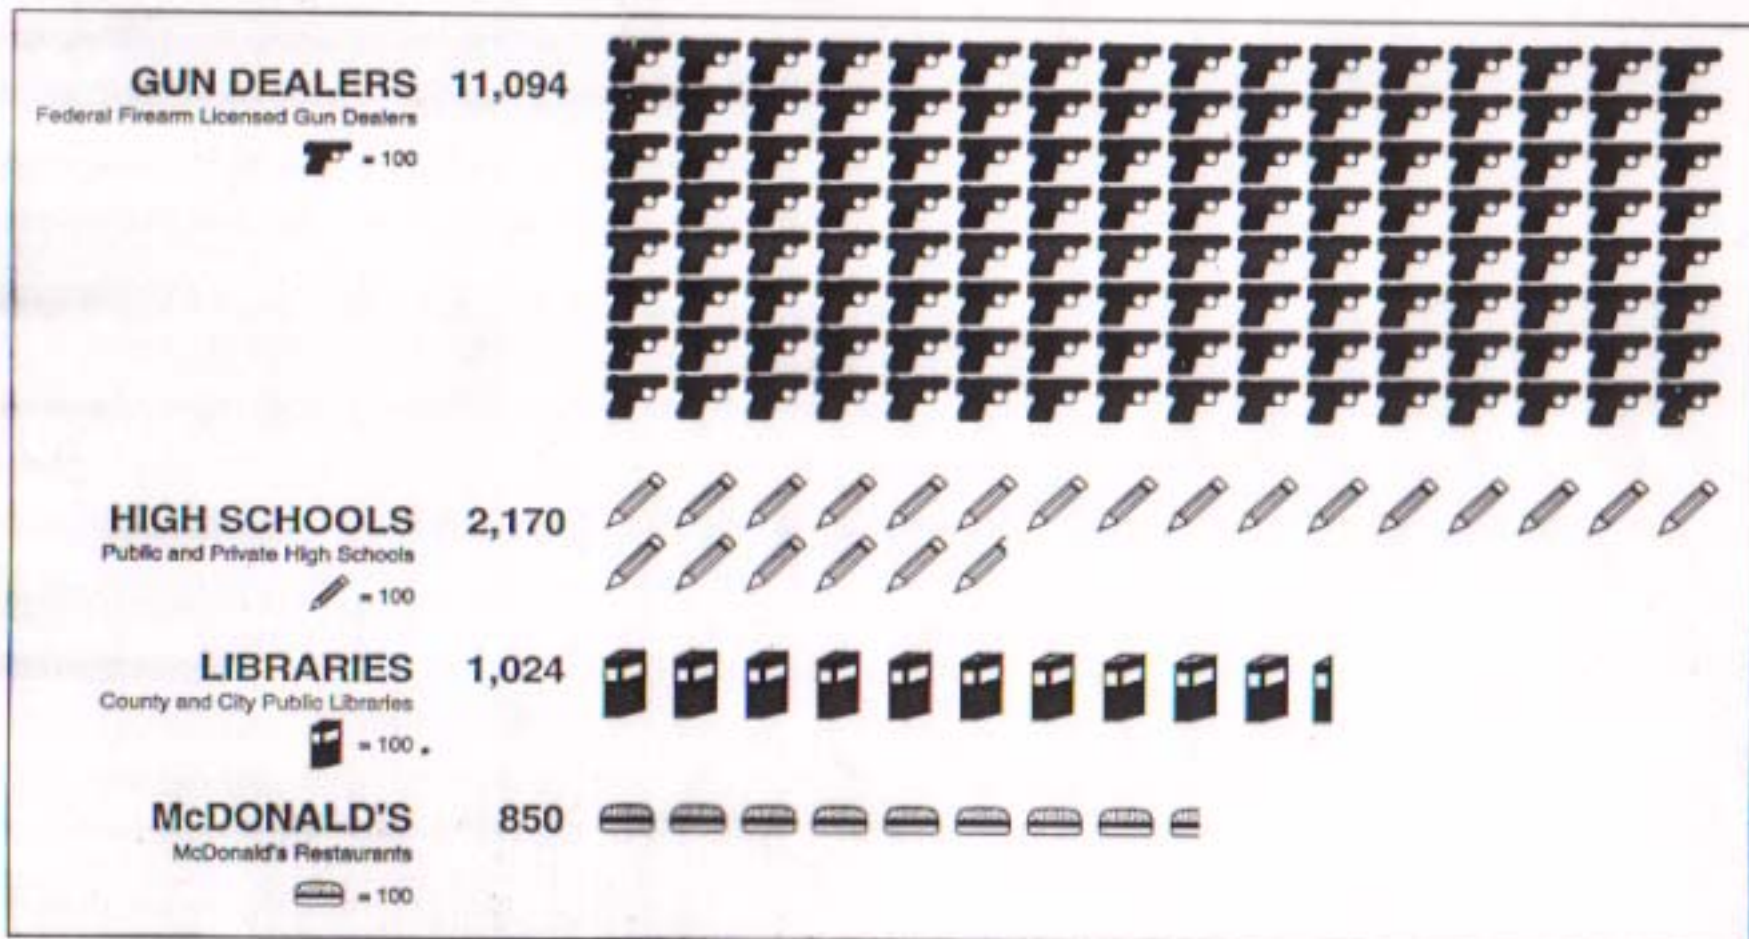 GUN DEALERS 11,094
Federal Firearm Licensed Gun Dealers
= 100
HIGH SCHOOLS 2,170
Public and Private High Schools
= 100
LIBRARIES 1,024
County and City Public Libraries
= 100
McDONALD'S 850
McDonald's Restaurants
= 100